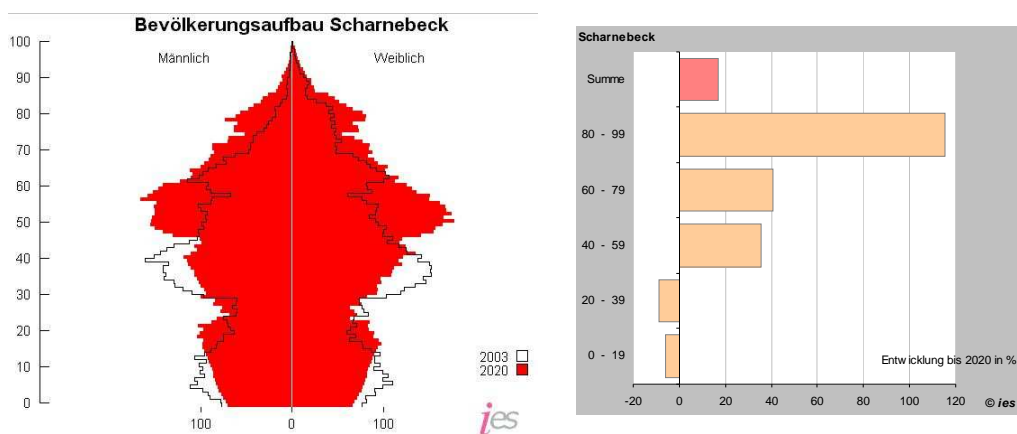 Bevölkerungsaufbau Scharnebeck
Männlich
Weiblich
100
90
80
70
60
50
40
30
20
10
0
2003
2020
100 0 100
ies
Scharnebeck
Summe
80 - 99
60 - 79
40 - 59
20 - 39
0 - 19
Entwicklung bis 2020 in %
-20 0 20 40 60 80 100 120
© ies